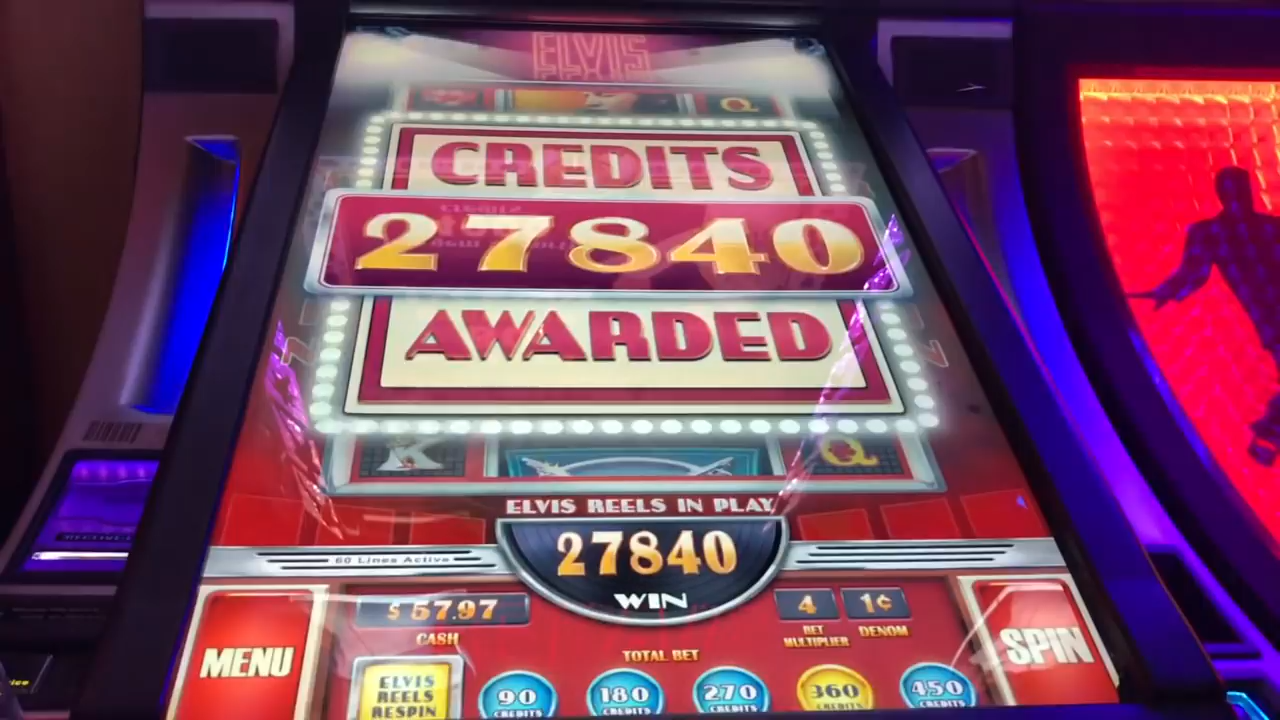 ELVIS
Q
CREDITS
27840
AWARDED
K
Q
ELVIS REELS IN PLAY
27840
WIN
60 Lines Active
$ 57.97
CASH
4
BET
MULTIPLIER
1¢
DENOM
MENU
TOTAL BET
SPIN
ELVIS
REELS
RESPIN
90
CREDITS
180
CREDITS
270
CREDITS
360
CREDITS
450
CREDITS